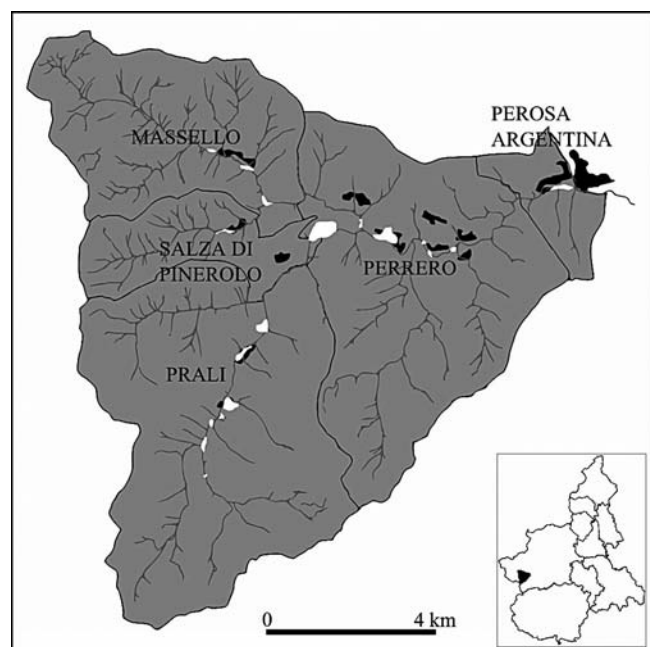 PEROSA
ARGENTINA
MASSELLO
SALZA DI
PINEROLO
PERRERO
PRALI
0 4 km